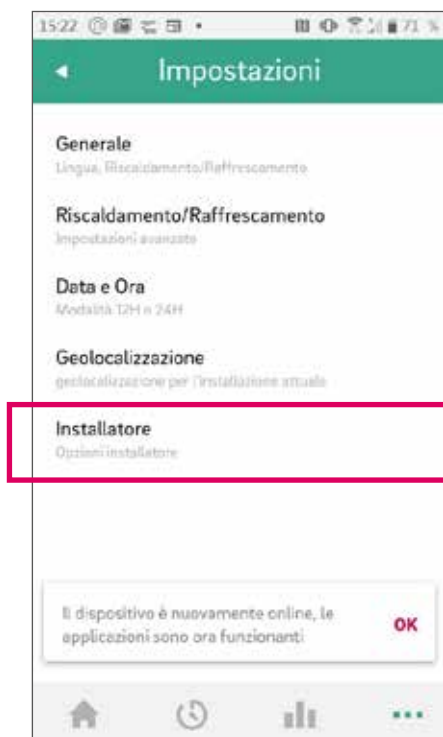 15:22 71 %
Impostazioni
Generale
Lingua, Riscaldamento/Raffrescamento
Riscaldamento/Raffrescamento
Impostazioni avanzate
Data e Ora
Modalità 12H o 24H
Geolocalizzazione
geolocalizzazione per l'installazione attuale
Installatore
Opzioni installatore
Il dispositivo è nuovamente online, le
applicazioni sono ora funzionanti
OK